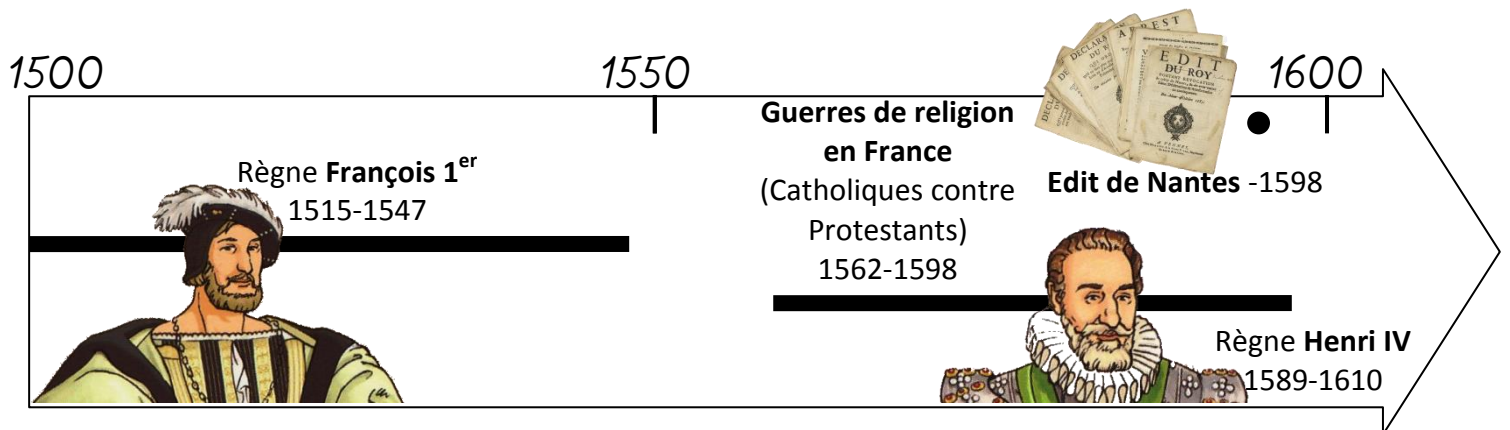 1500
1550
1600
Règne François 1er
1515-1547
Guerres de religion
en France
(Catholiques contre
Protestants)
1562-1598
EDIT
DU ROY
Edit de Nantes -1598
Règne Henri IV
1589-1610